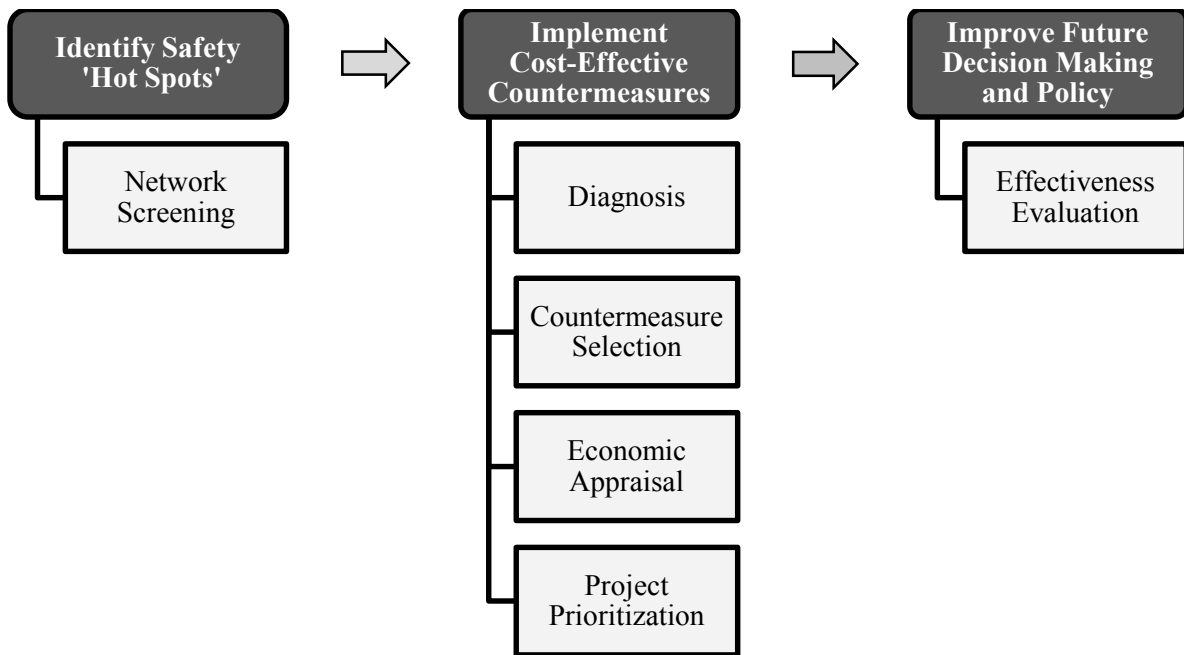 Identify Safety
'Hot Spots'
Network
Screening
Implement
Cost-Effective
Countermeasures
Diagnosis
Countermeasure
Selection
Economic
Appraisal
Project
Prioritization
Improve Future
Decision Making
and Policy
Effectiveness
Evaluation